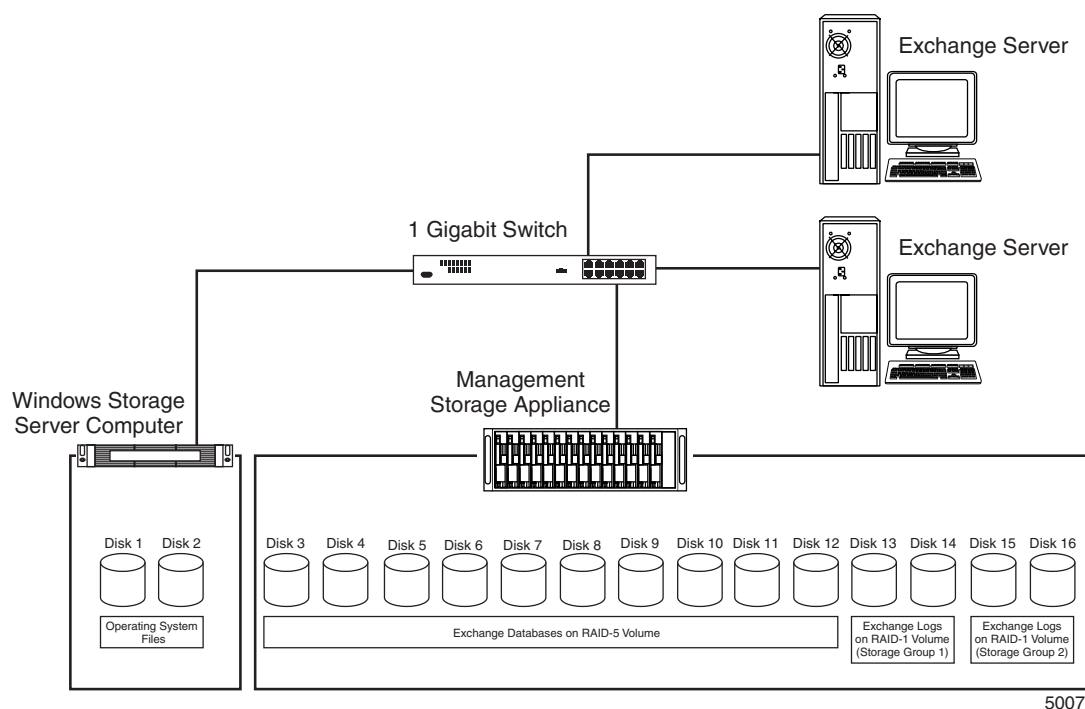 Exchange Server
1 Gigabit Switch
Exchange Server
Management
Storage Appliance
Windows Storage
Server Computer
Disk 1
Disk 2
Disk 3
Disk 4
Disk 5
Disk 6
Disk 7
Disk 8
Disk 9
Disk 10
Disk 11
Disk 12
Disk 13
Disk 14
Disk 15
Disk 16
Operating System
Files
Exchange Databases on RAID-5 Volume
Exchange Logs
on RAID-1 Volume
(Storage Group 1)
Exchange Logs
on RAID-1 Volume
(Storage Group 2)
5007